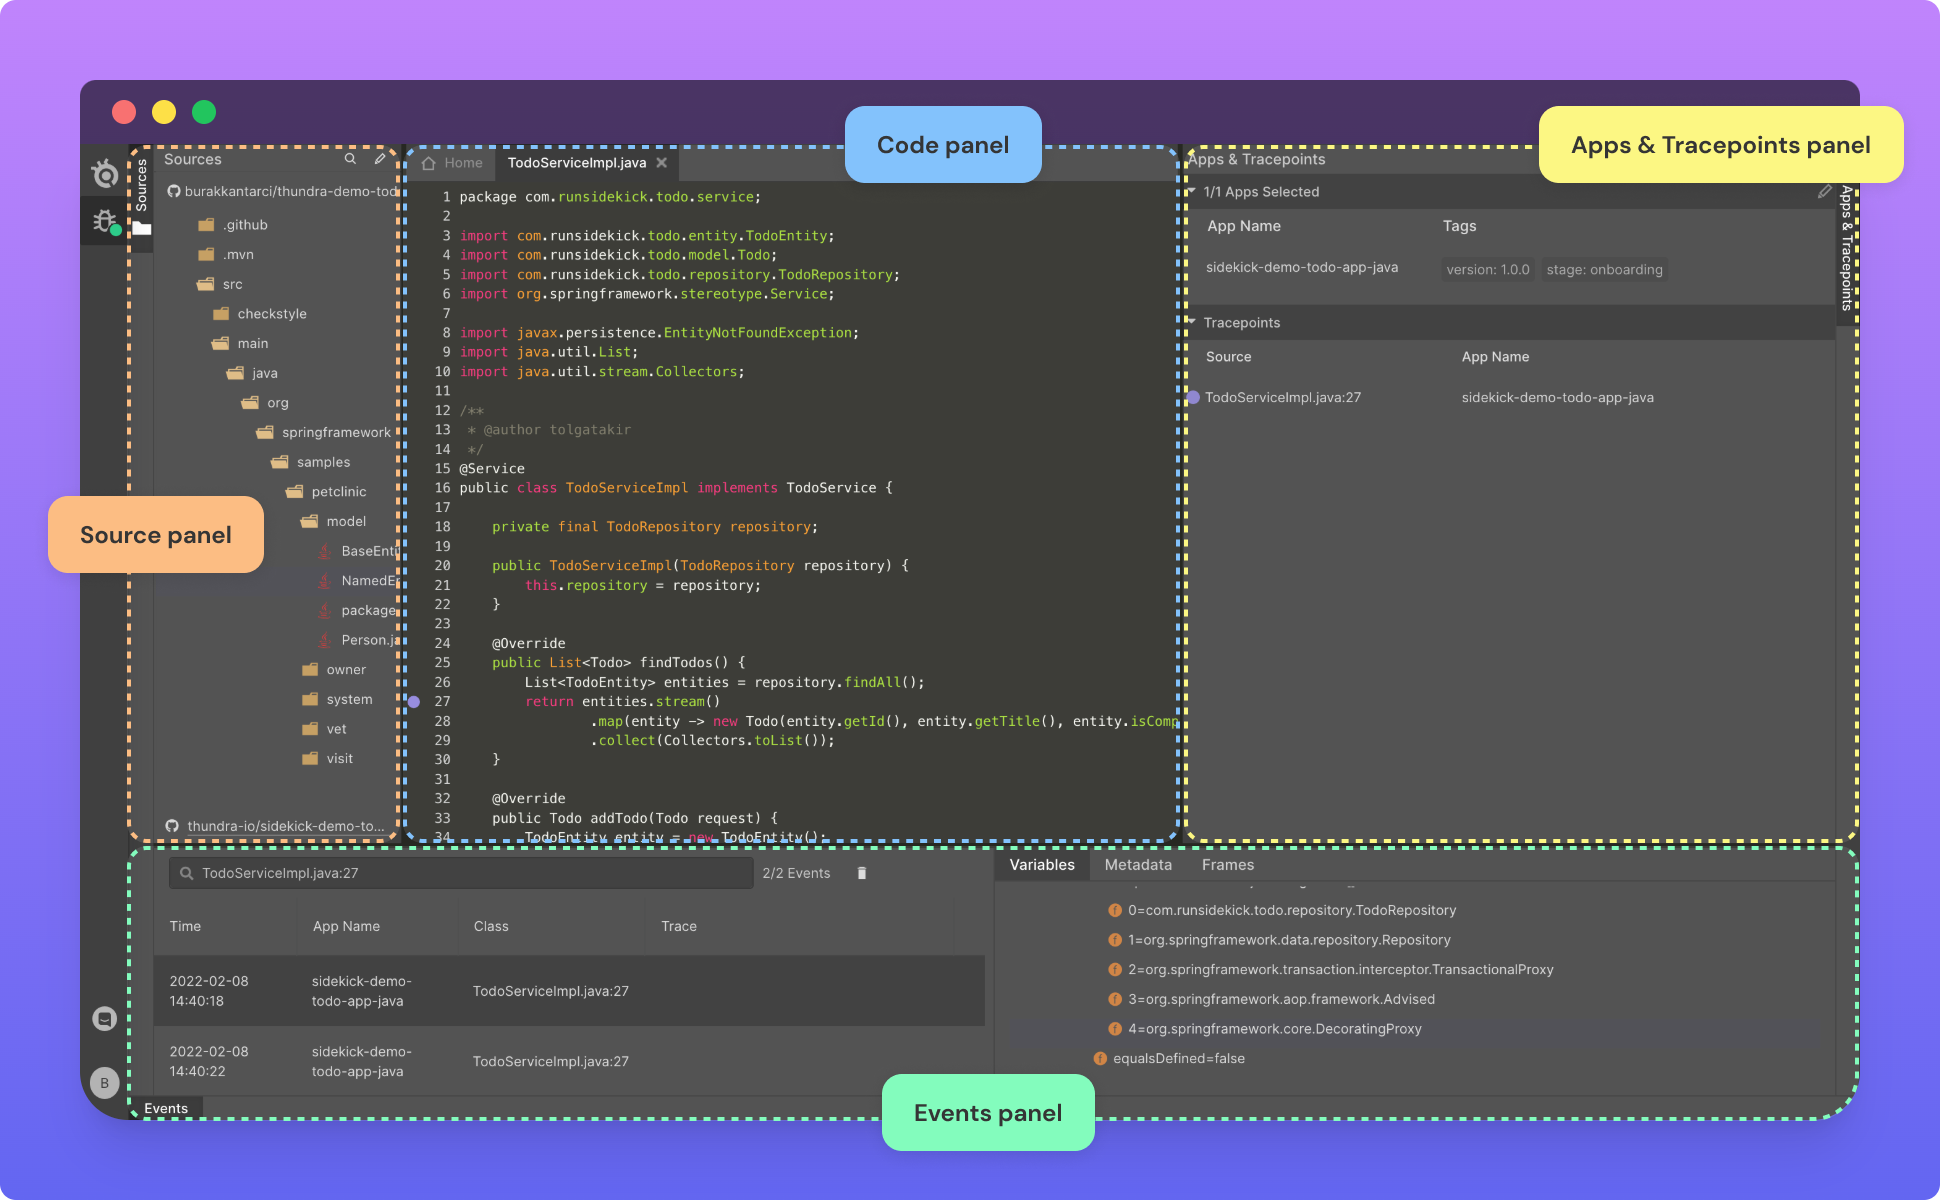 Code panel
Apps & Tracepoints panel
Source panel
Events panel
Sources
Sources
burakkantarci/thundra-demo-tod
.github
.mvn
src
checkstyle
main
java
org
springframework
samples
petclinic
model
BaseEnti
NamedEn
package
Person.ja
owner
system
vet
visit
thundra-io/sidekick-demo-to...
Home
TodoServiceImpl.java
1 package com.runsidekick.todo.service;
2
3 import com.runsidekick.todo.entity.TodoEntity;
4 import com.runsidekick.todo.model.Todo;
5 import com.runsidekick.todo.repository.TodoRepository;
6 import org.springframework.stereotype.Service;
7
8 import javax.persistence.EntityNotFoundException;
9 import java.util.List;
10 import java.util.stream.Collectors;
11
12 /**
13 * @author tolgatakir
14 */
15 @Service
16 public class TodoServiceImpl implements TodoService {
17
18 private final TodoRepository repository;
19
20 public TodoServiceImpl(TodoRepository repository) {
21 this.repository = repository;
22 }
23
24 @Override
25 public List<Todo> findTodos() {
26 List<TodoEntity> entities = repository.findAll();
27 return entities.stream()
28 .map(entity -> new Todo(entity.getId(), entity.getTitle(), entity.isComp
29 .collect(Collectors.toList());
30 }
31
32 @Override
33 public Todo addTodo(Todo request) {
34 TodoEntity entity = new TodoEntity();
Apps & Tracepoints
1/1 Apps Selected
App Name Tags
sidekick-demo-todo-app-java version: 1.0.0 stage: onboarding
Tracepoints
Source App Name
TodoServiceImpl.java:27 sidekick-demo-todo-app-java
Apps & Tracepoints
TodoServiceImpl.java:27 2/2 Events
Time App Name Class Trace
2022-02-08
14:40:18
sidekick-demo-
todo-app-java
TodoServiceImpl.java:27
2022-02-08
14:40:22
sidekick-demo-
todo-app-java
TodoServiceImpl.java:27
Events
B
Variables Metadata Frames
0=com.runsidekick.todo.repository.TodoRepository
1=org.springframework.data.repository.Repository
2=org.springframework.transaction.interceptor.TransactionalProxy
3=org.springframework.aop.framework.Advised
4=org.springframework.core.DecoratingProxy
equalsDefined=false